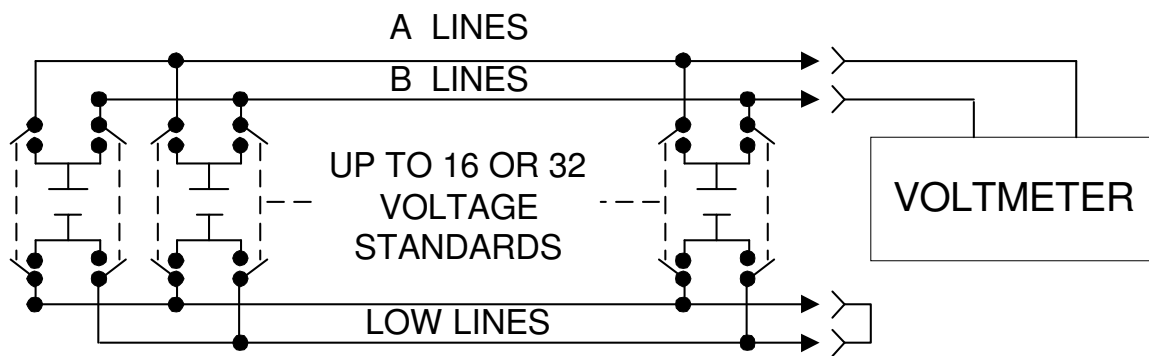 A LINES
B LINES
UP TO 16 OR 32
VOLTAGE
STANDARDS
VOLTMETER
LOW LINES